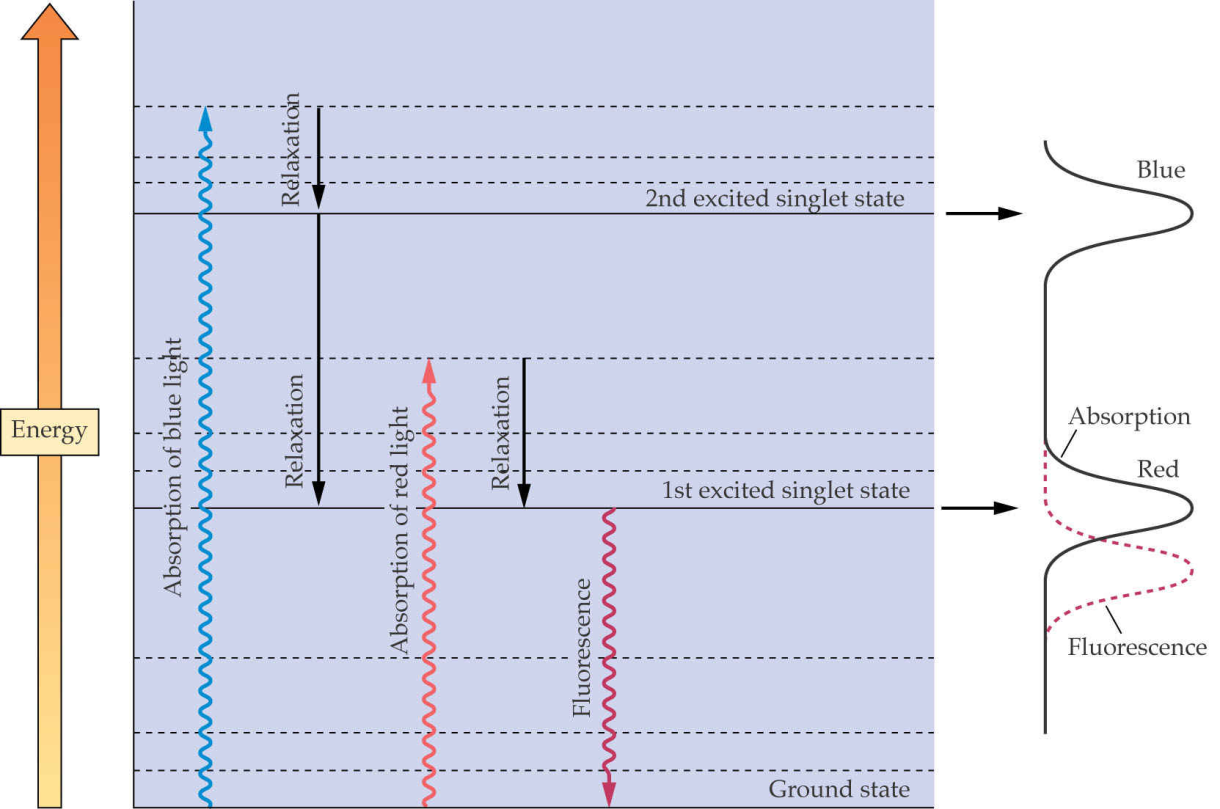 Energy
Absorption of blue light
Relaxation
Relaxation
2nd excited singlet state
Absorption of red light
Relaxation
1st excited singlet state
Fluorescence
Ground state
Blue
Absorption
Red
Fluorescence